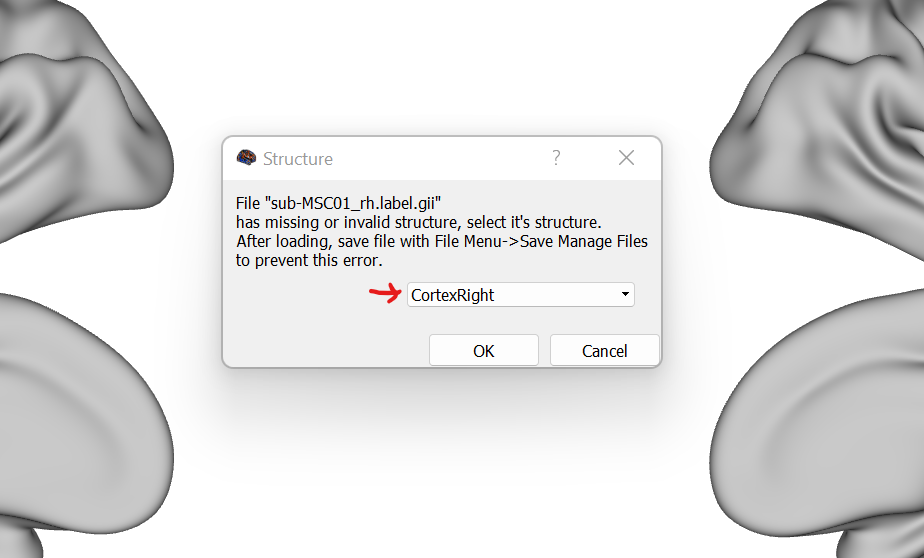 Structure
File "sub-MSC01_rh.label.gii"
has missing or invalid structure, select it's structure.
After loading, save file with File Menu->Save Manage Files
to prevent this error.
CortexRight
OK Cancel